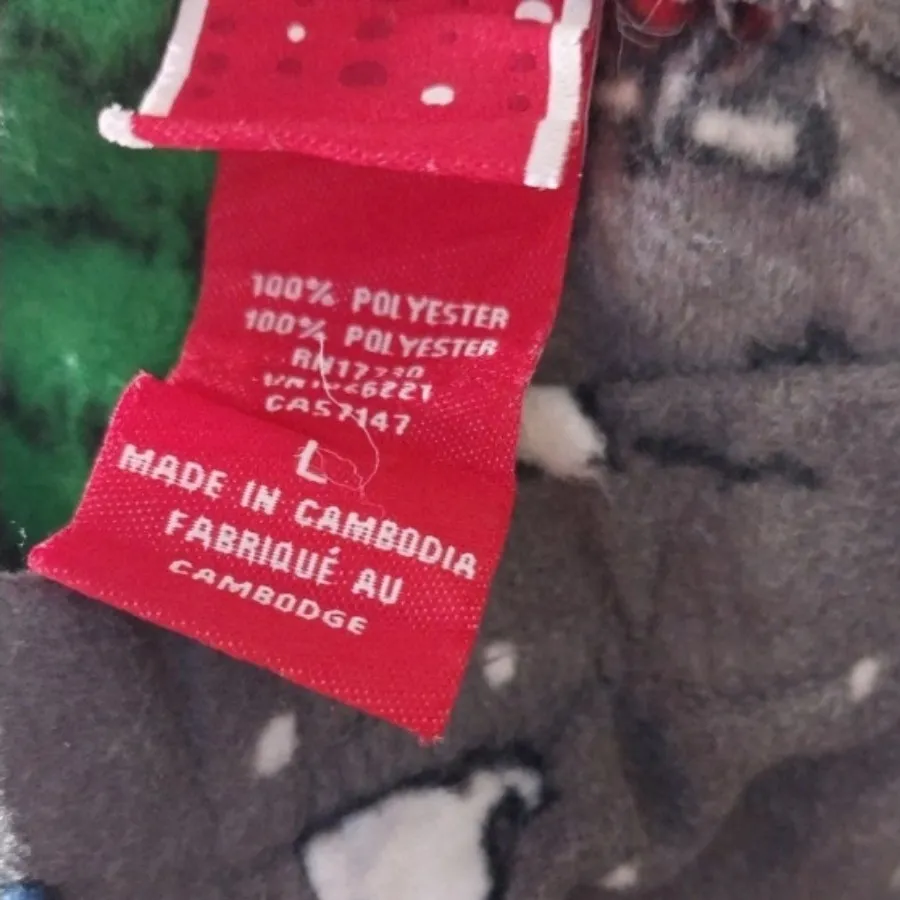 100% POLYESTER
100% POLYESTER
CA57147
L
MADE IN CAMBODIA
FABRIQUÉ AU
CAMBODGE